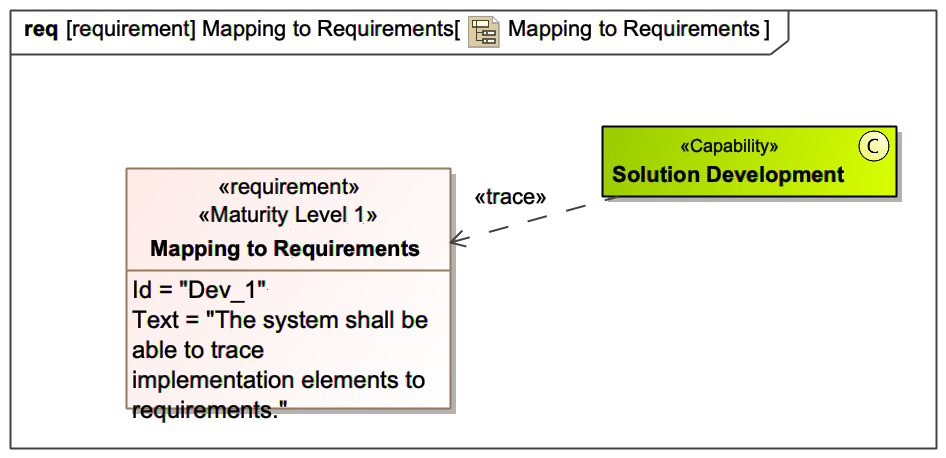 req [requirement] Mapping to Requirements[ Mapping to Requirements ]
«Capability»
C
Solution Development
«trace»
«requirement»
«Maturity Level 1»
Mapping to Requirements
Id = "Dev_1"
Text = "The system shall be
able to trace
implementation elements to
requirements."